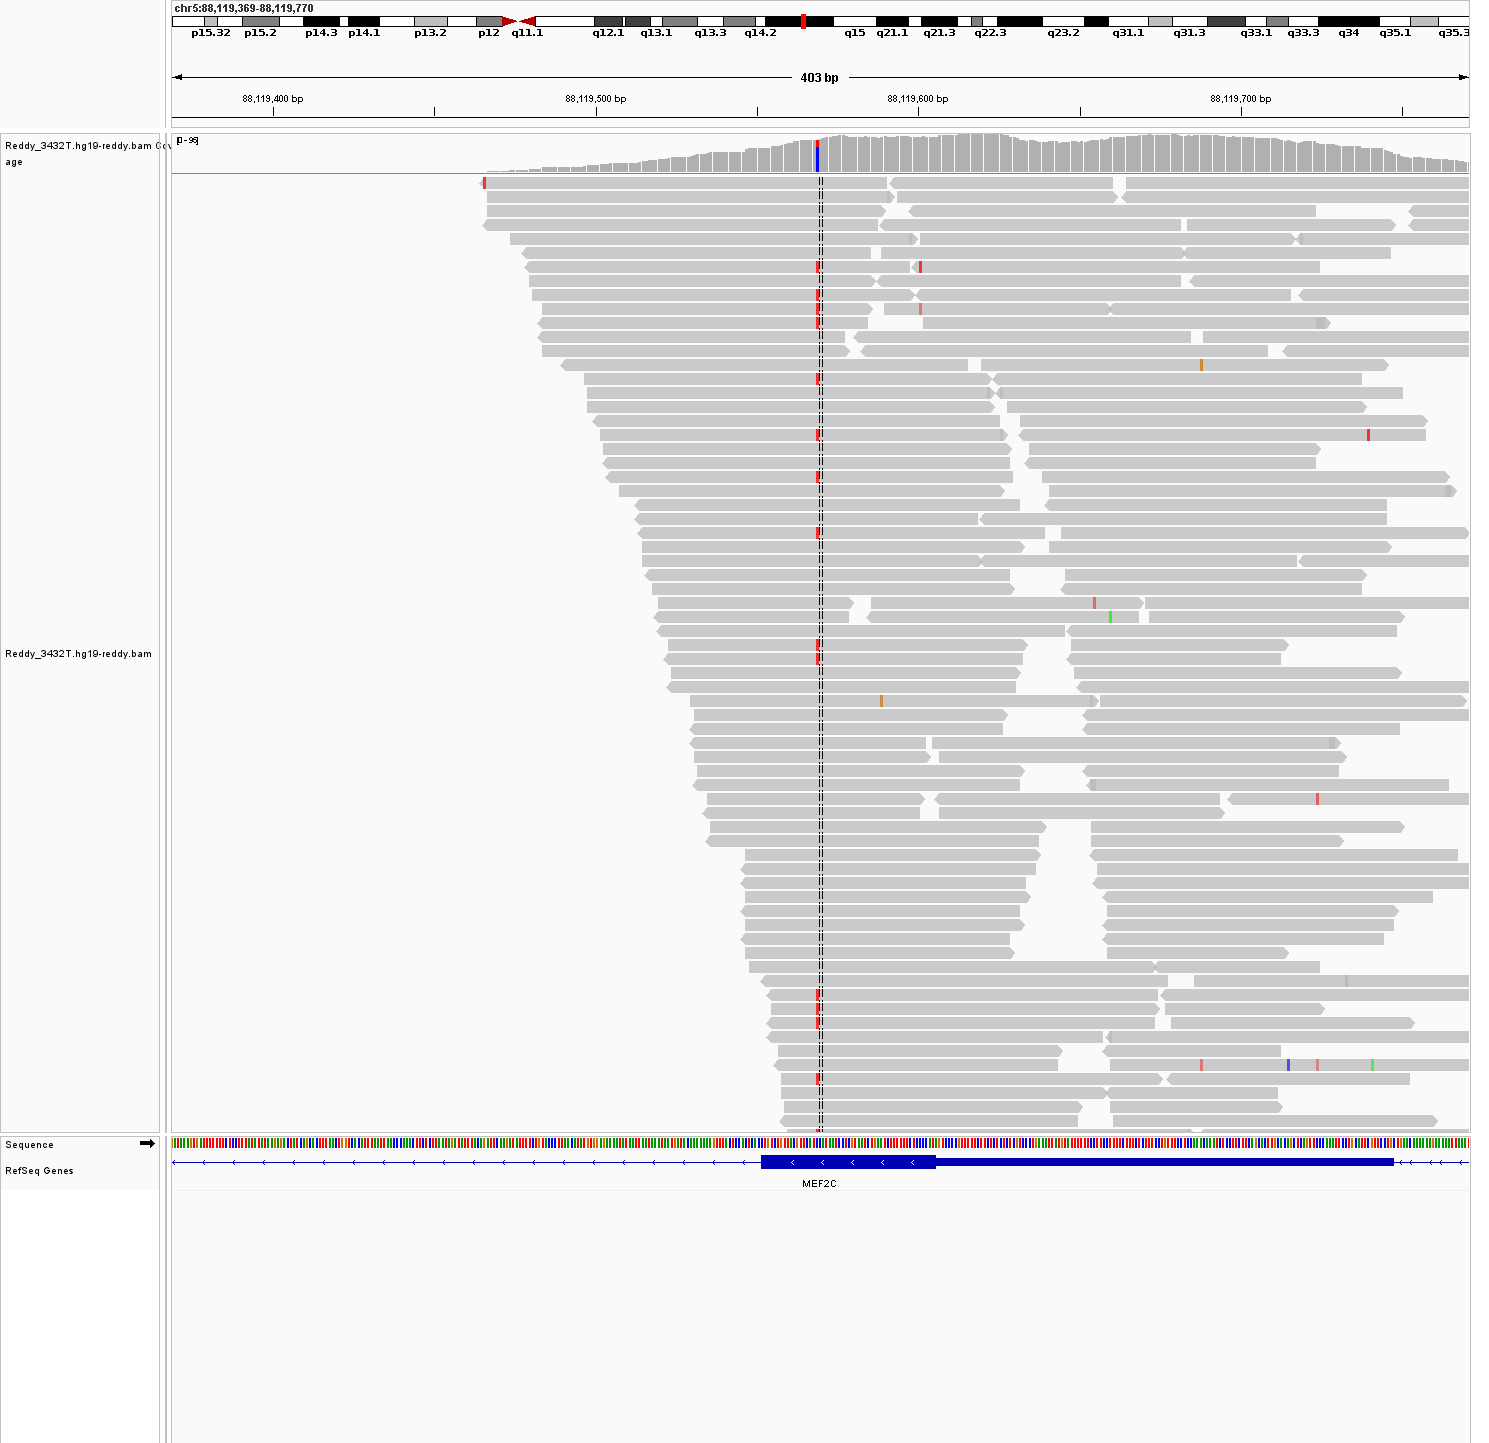 chr5:88,119,369-88,119,770
p15.32 p15.2 p14.3 p14.1 p13.2 p12 q11.1 q12.1 q13.1 q13.3 q14.2 q15 q21.1 q21.3 q22.3 q23.2 q31.1 q31.3 q33.1 q33.3 q34 q35.1 q35.3
403 bp
88,119,400 bp 88,119,500 bp 88,119,600 bp 88,119,700 bp
Reddy_3432T.hg19-reddy.bam Cov
age
Reddy_3432T.hg19-reddy.bam
Sequence
RefSeq Genes
MEF2C